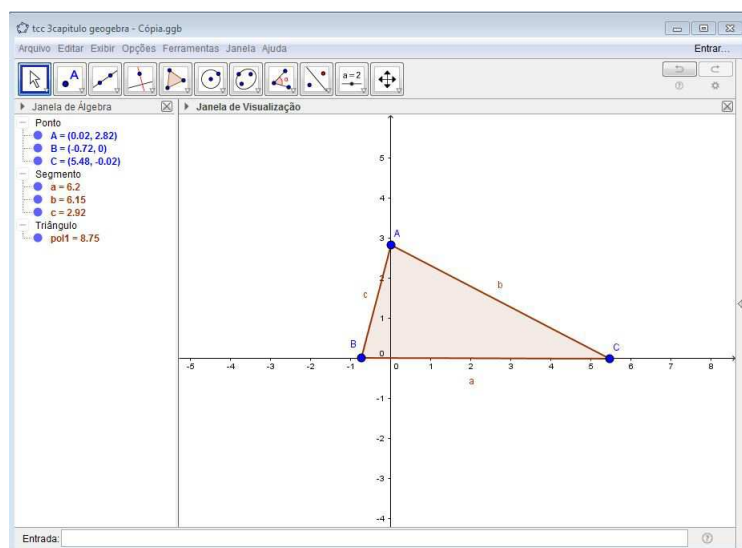 tcc 3capitulo geogebra - Cópia.ggb
Arquivo Editar Exibir Opções Ferramentas Janela Ajuda
Entrar...
A
α
a = 2
Janela de Álgebra
Janela de Visualização
Ponto
A = (0.02, 2.82)
B = (-0.72, 0)
C = (5.48, -0.02)
Segmento
a = 6.2
b = 6.15
c = 2.92
Triângulo
pol1 = 8.75
5
4
3
A
2
b
c
1
B
0
C
-5 -4 -3 -2 -1 0 1 2 3 4 5 6 7 8
a
-1
-2
-3
-4
Entrada: